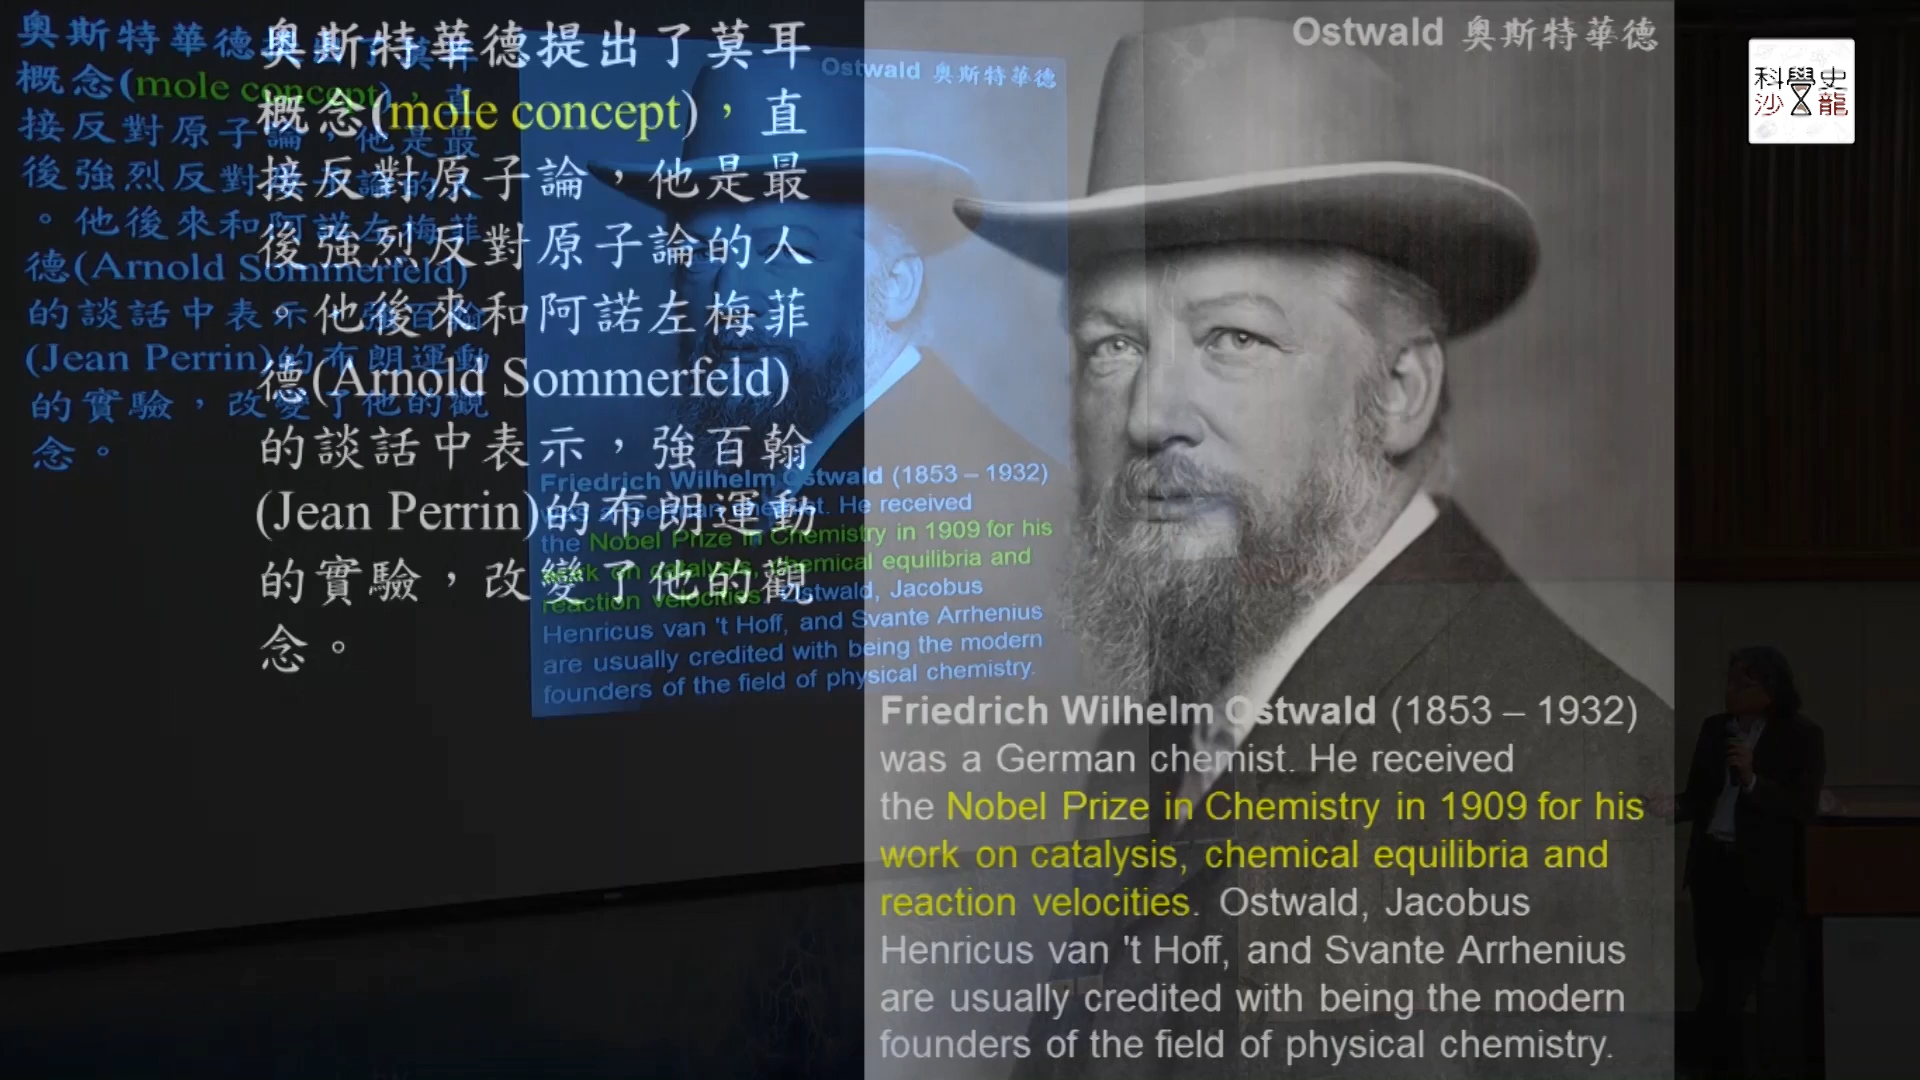 奧斯特華德提出了莫耳
概念(mole concept)，直
接反對原子論，他是最
後強烈反對原子論的人
。他後來和阿諾左梅菲
德(Arnold Sommerfeld)
的談話中表示，強百翰
(Jean Perrin)的布朗運動
的實驗，改變了他的觀
念。
Ostwald 奧斯特華德
Friedrich Wilhelm Ostwald (1853 – 1932)
was a German chemist. He received
the Nobel Prize in Chemistry in 1909 for his
work on catalysis, chemical equilibria and
reaction velocities. Ostwald, Jacobus
Henricus van 't Hoff, and Svante Arrhenius
are usually credited with being the modern
founders of the field of physical chemistry.
科學史
沙龍